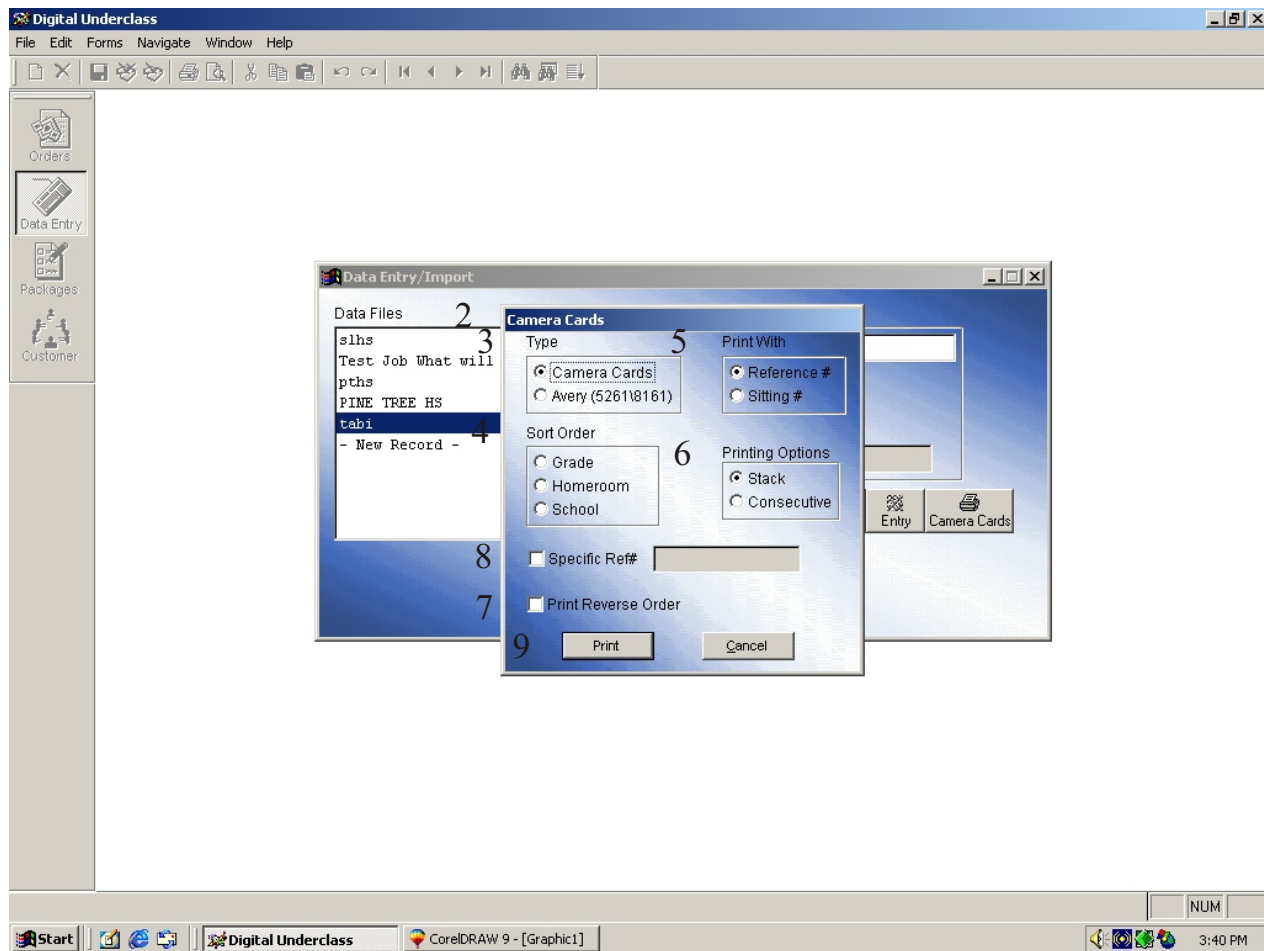 Digital Underclass
File Edit Forms Navigate Window Help
Orders
Data Entry
Packages
Customer
Data Entry/Import
Data Files
2
slhs
Test Job What will
pths
PINE TREE HS
tabi
- New Record -
Camera Cards
3 Type
Camera Cards
Avery (5261\8161)
5 Print With
Reference #
Sitting #
4 Sort Order
Grade
Homeroom
School
6 Printing Options
Stack
Consecutive
8 Specific Ref#
7 Print Reverse Order
9 Print Cancel
Entry Camera Cards
NUM
Start Digital Underclass CorelDRAW 9 - [Graphic1] 3:40 PM